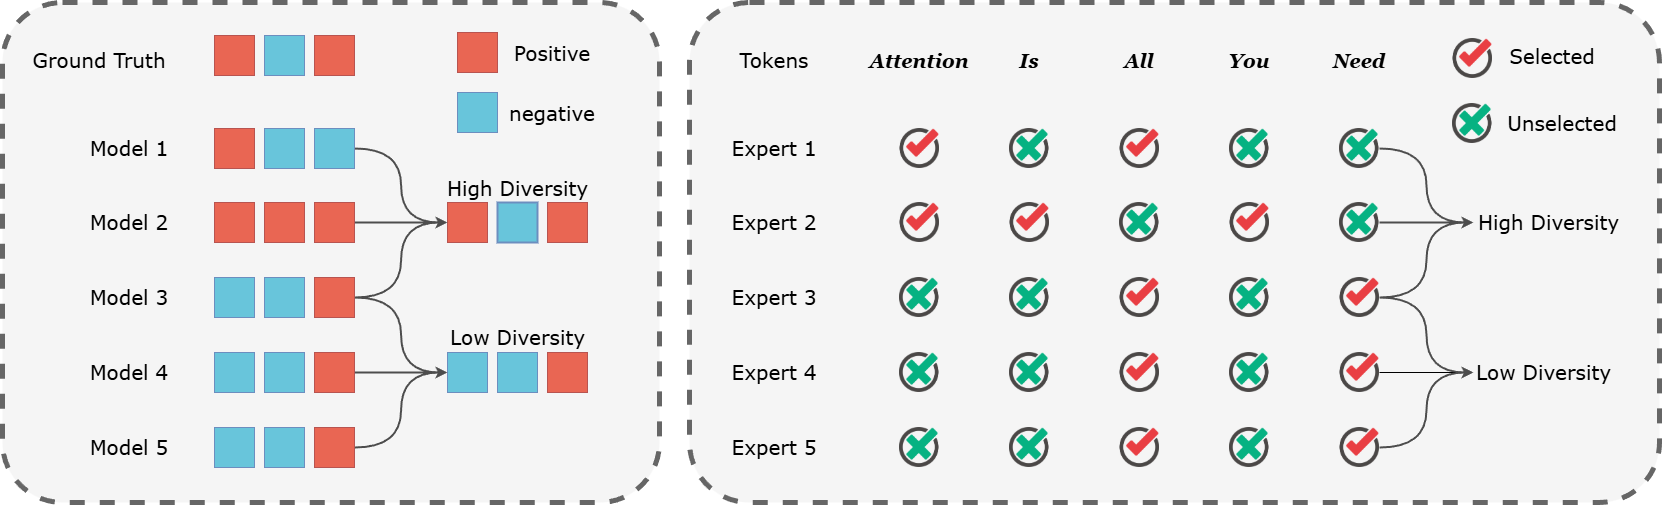 Ground Truth
Positive
negative
Model 1
High Diversity
Model 2
Model 3
Low Diversity
Model 4
Model 5
Tokens Attention Is All You Need
Selected
Unselected
Expert 1
Expert 2
High Diversity
Expert 3
Expert 4
Low Diversity
Expert 5